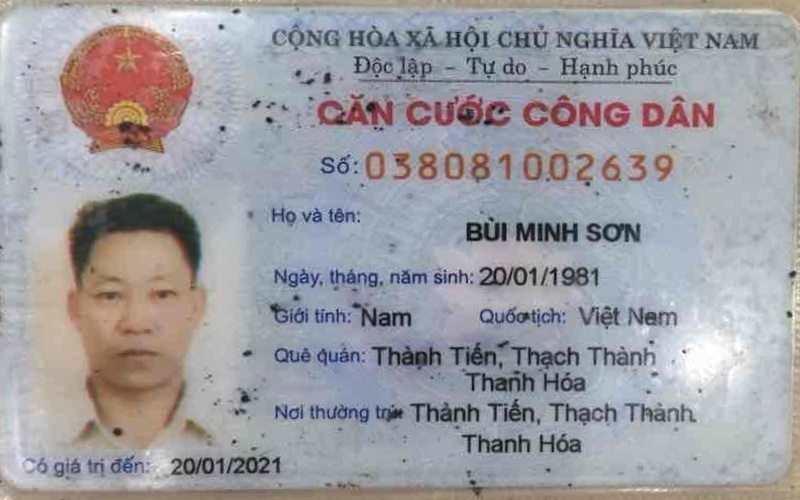 CỘNG HÒA XÃ HỘI CHỦ NGHĨA VIỆT NAM
Độc lập - Tự do - Hạnh phúc
CĂN CƯỚC CÔNG DÂN
Số: 038081002639
Họ và tên:
BÙI MINH SƠN
Ngày, tháng, năm sinh: 20/01/1981
Giới tính: Nam Quốc tịch: Việt Nam
Quê quán: Thành Tiến, Thạch Thành
Thanh Hóa
Nơi thường trú: Thành Tiến, Thạch Thành
Thanh Hóa
Có giá trị đến: 20/01/2021